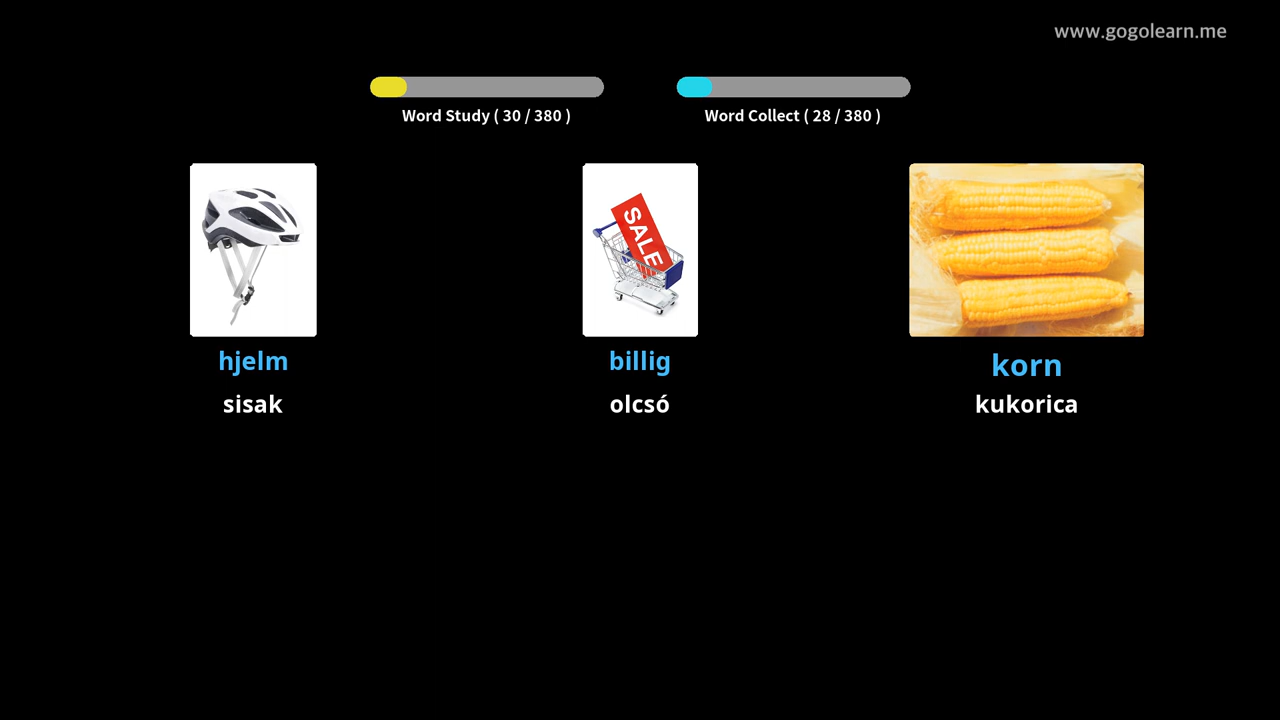 www.gogolearn.me
Word Study ( 30 / 380 )
Word Collect ( 28 / 380 )
SALE
hjelm
billig
korn
sisak
olcsó
kukorica